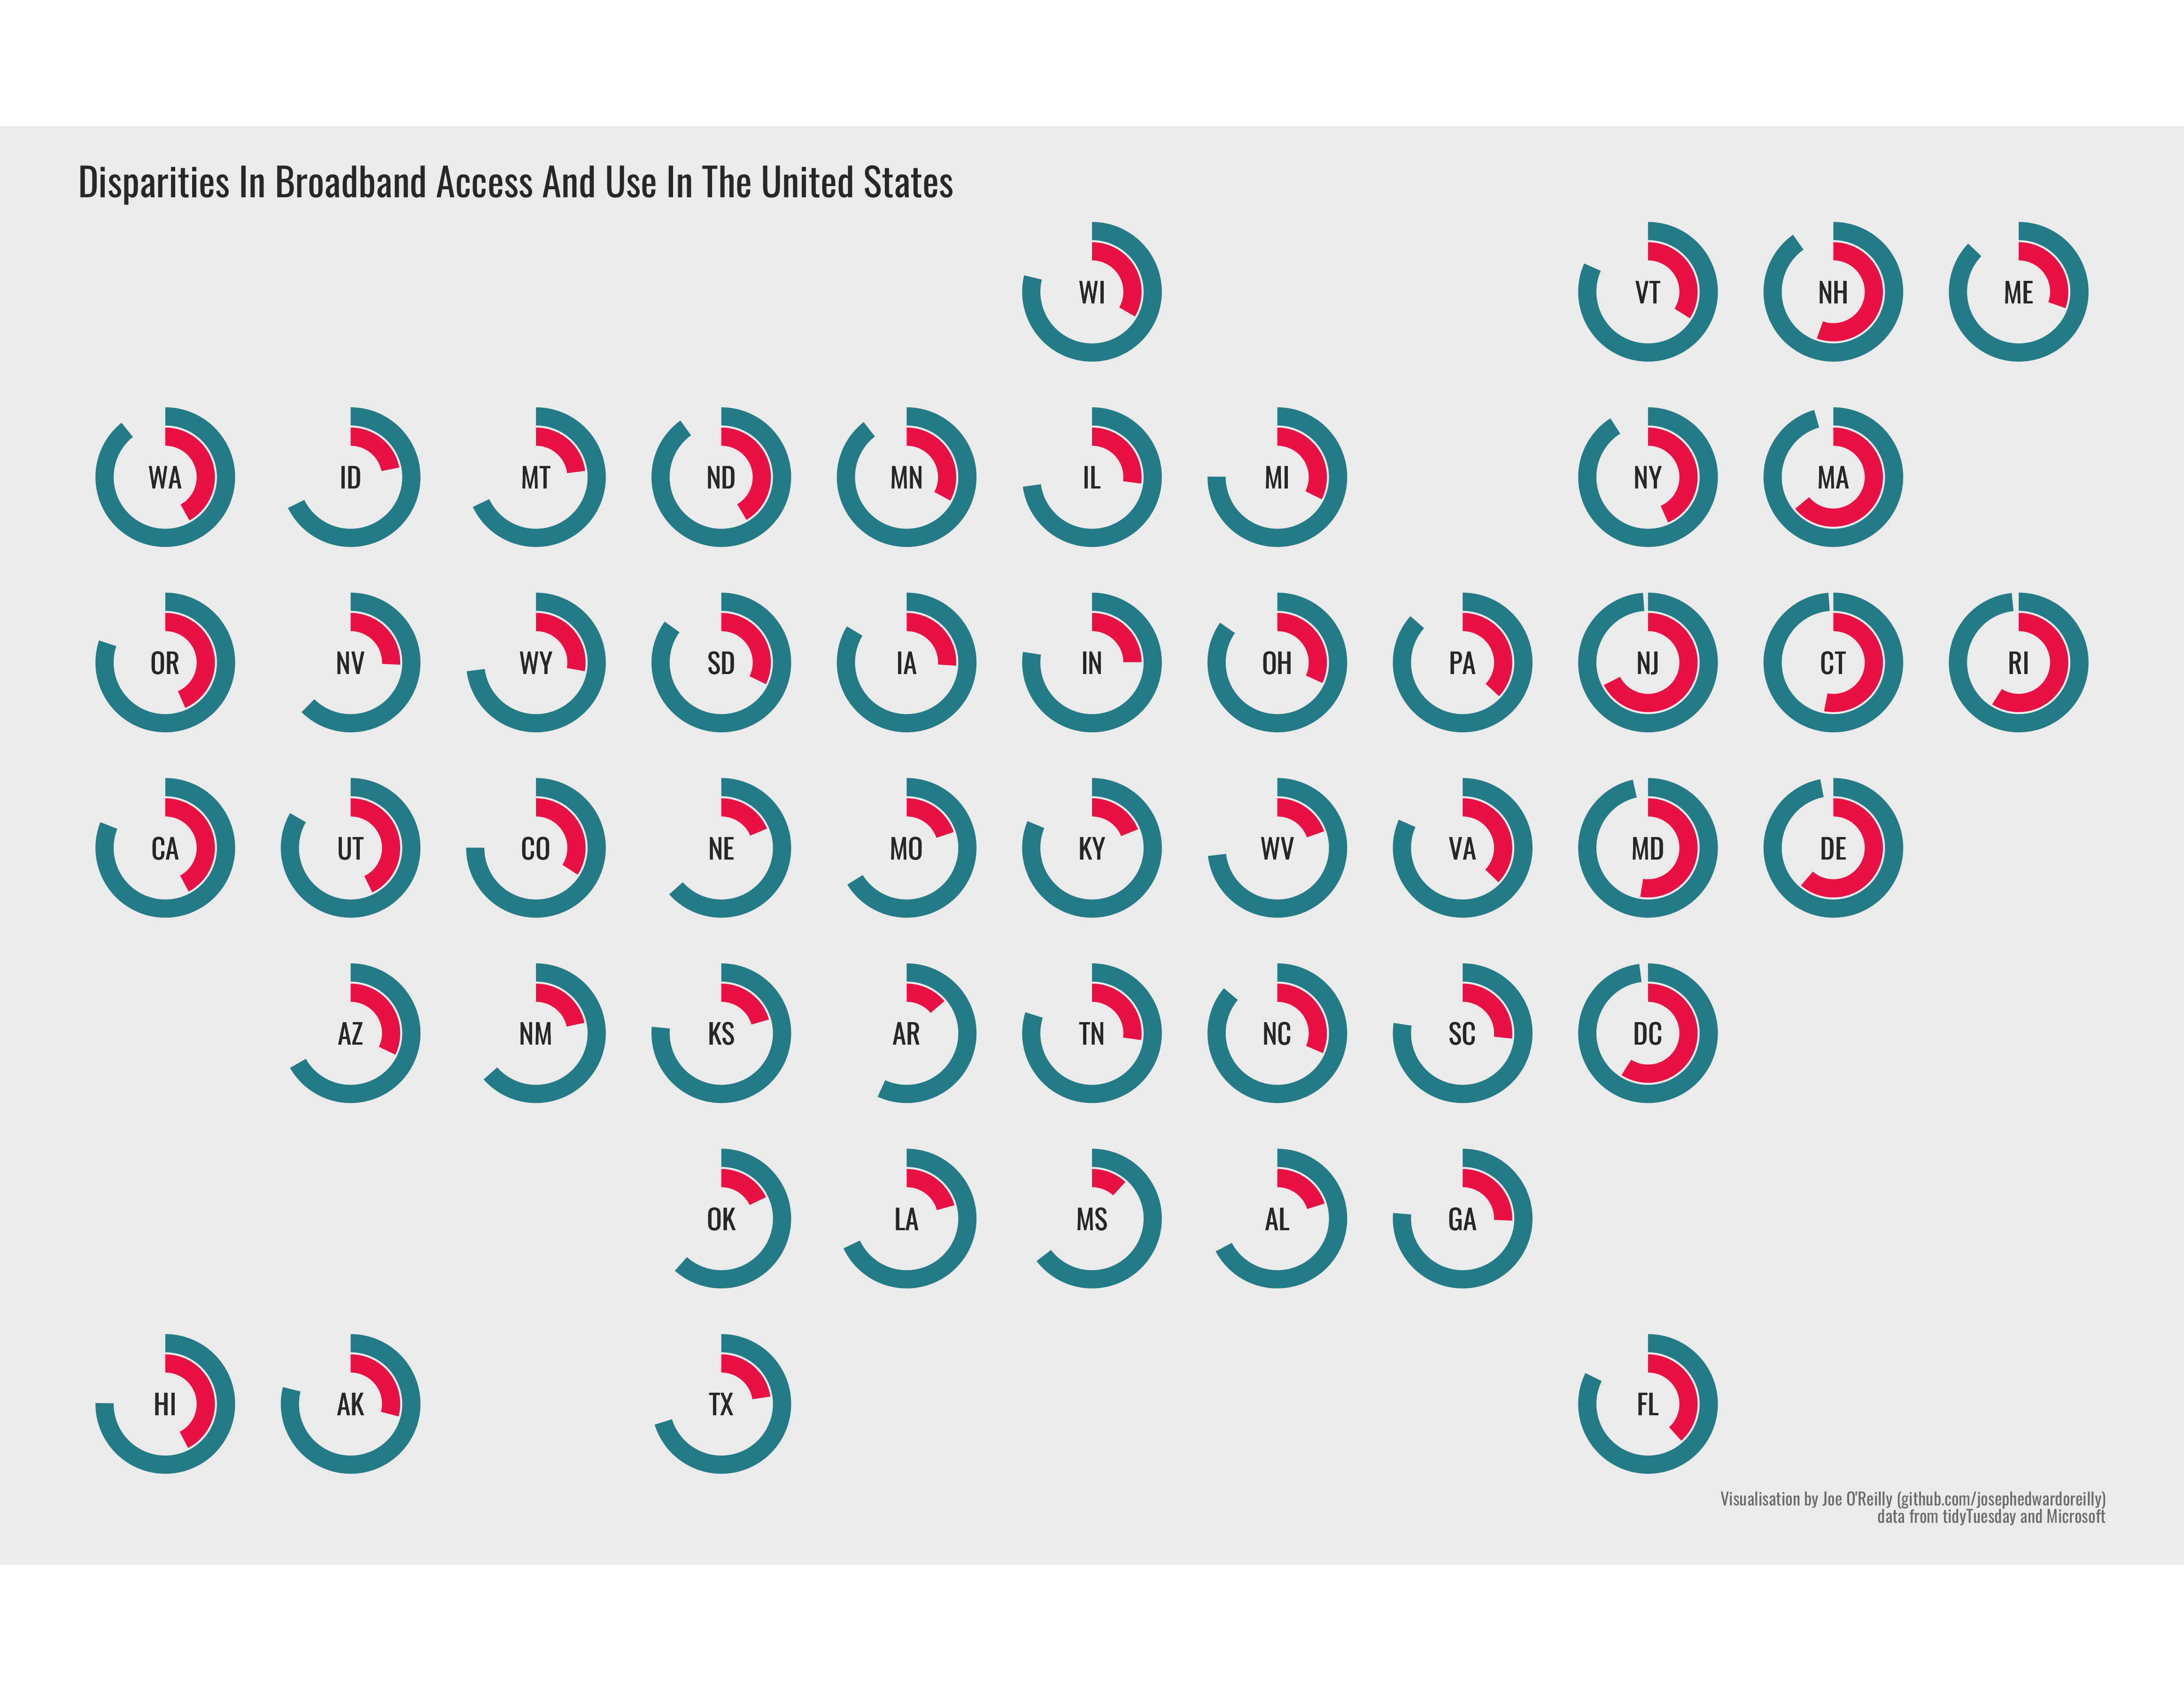 Disparities In Broadband Access And Use In The United States
WI VT NH ME
WA ID MT ND MN IL MI NY MA
OR NV WY SD IA IN OH PA NJ CT RI
CA UT CO NE MO KY WV VA MD DE
AZ NM KS AR TN NC SC DC
OK LA MS AL GA
HI AK TX FL
Visualisation by Joe O'Reilly (github.com/josephedwardoreilly)
data from tidyTuesday and Microsoft